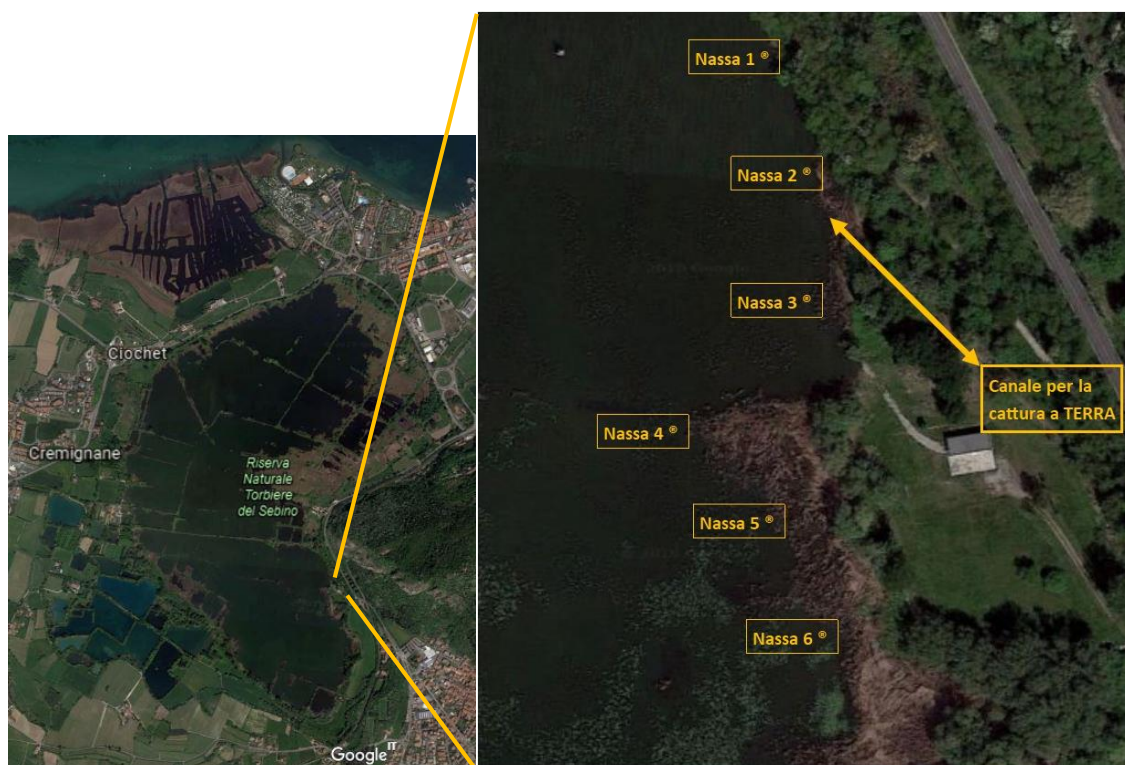 Ciochet
Cremignane
Riserva
Naturale
Torbiere
del Sebino
Google IT
Nassa 1 ®
Nassa 2 ®
Nassa 3 ®
Canale per la
cattura a TERRA
Nassa 4 ®
Nassa 5 ®
Nassa 6 ®